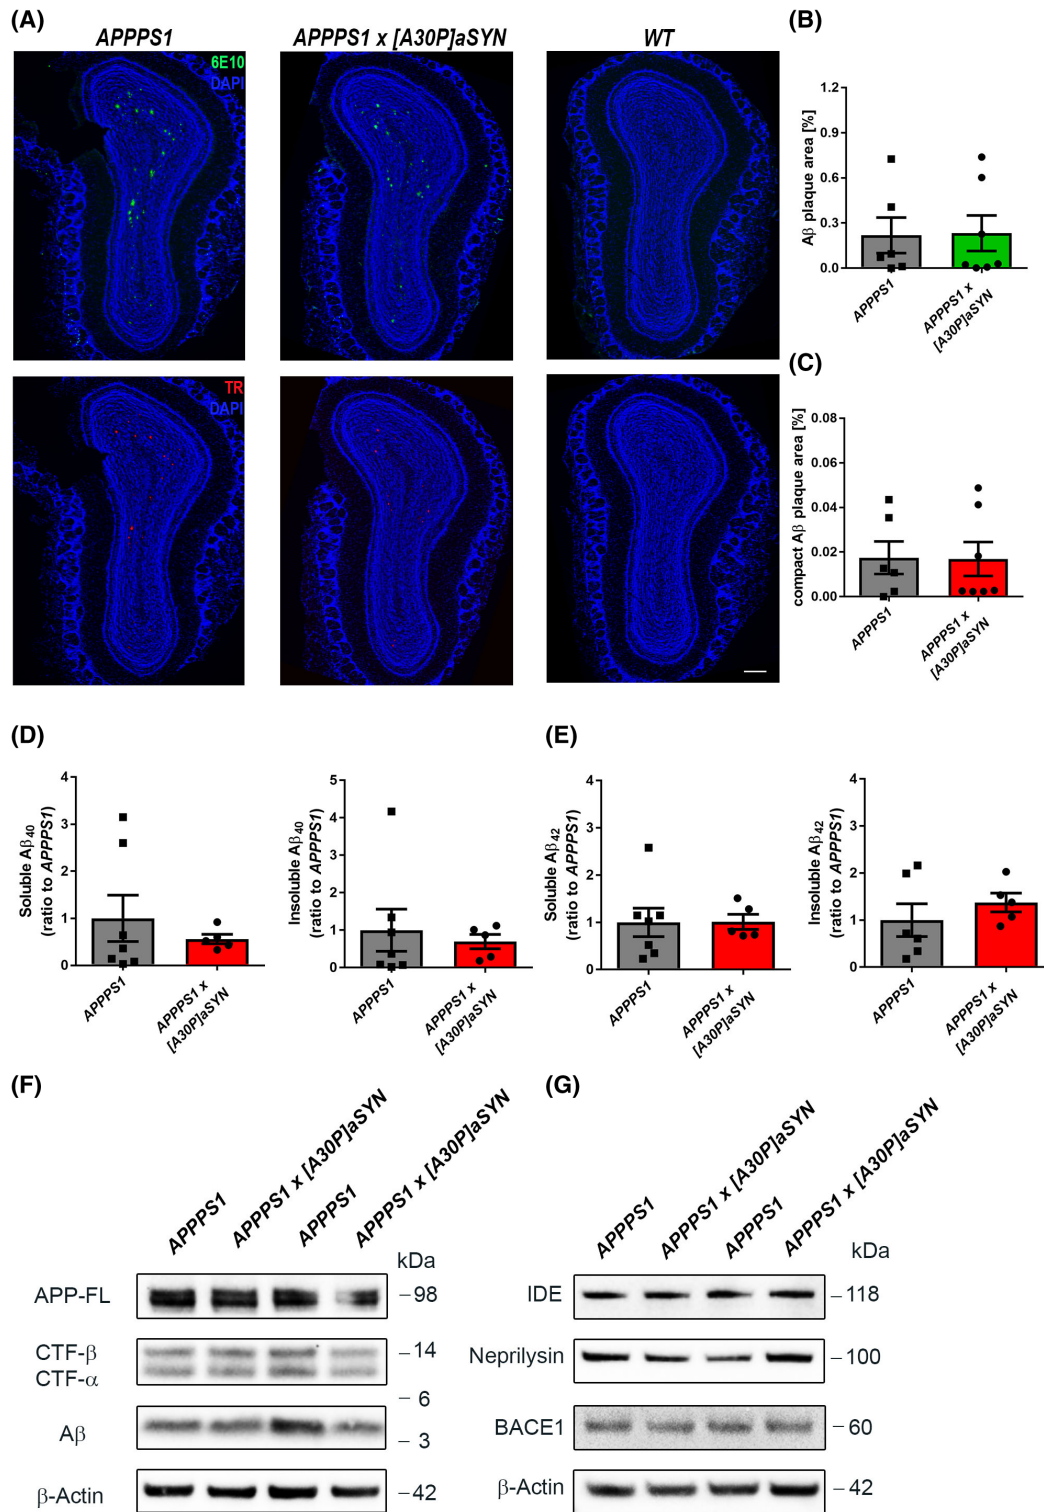 (A)
APPPS1
APPPS1 x [A30P]aSYN
WT
6E10
DAPI
TR
DAPI
(B)
Aβ plaque area [%]
1.2
0.9
0.6
0.3
0.0
APPPS1
APPPS1 x
[A30P]aSYN
(C)
compact Aβ plaque area [%]
0.08
0.06
0.04
0.02
0.00
APPPS1
APPPS1 x
[A30P]aSYN
(D)
Soluble Aβ40
(ratio to APPPS1)
4
3
2
1
0
APPPS1
APPPS1 x
[A30P]aSYN
Insoluble Aβ40
(ratio to APPPS1)
5
4
3
2
1
0
APPPS1
APPPS1 x
[A30P]aSYN
(E)
Soluble Aβ42
(ratio to APPPS1)
4
3
2
1
0
APPPS1
APPPS1 x
[A30P]aSYN
Insoluble Aβ42
(ratio to APPPS1)
4
3
2
1
0
APPPS1
APPPS1 x
[A30P]aSYN
(F)
APPPS1
APPPS1 x [A30P]aSYN
APPPS1
APPPS1 x [A30P]aSYN
kDa
APP-FL
98
CTF-β
14
CTF-α
6
Aβ
3
β-Actin
42
(G)
APPPS1
APPPS1 x [A30P]aSYN
APPPS1
APPPS1 x [A30P]aSYN
kDa
IDE
118
Neprilysin
100
BACE1
60
β-Actin
42